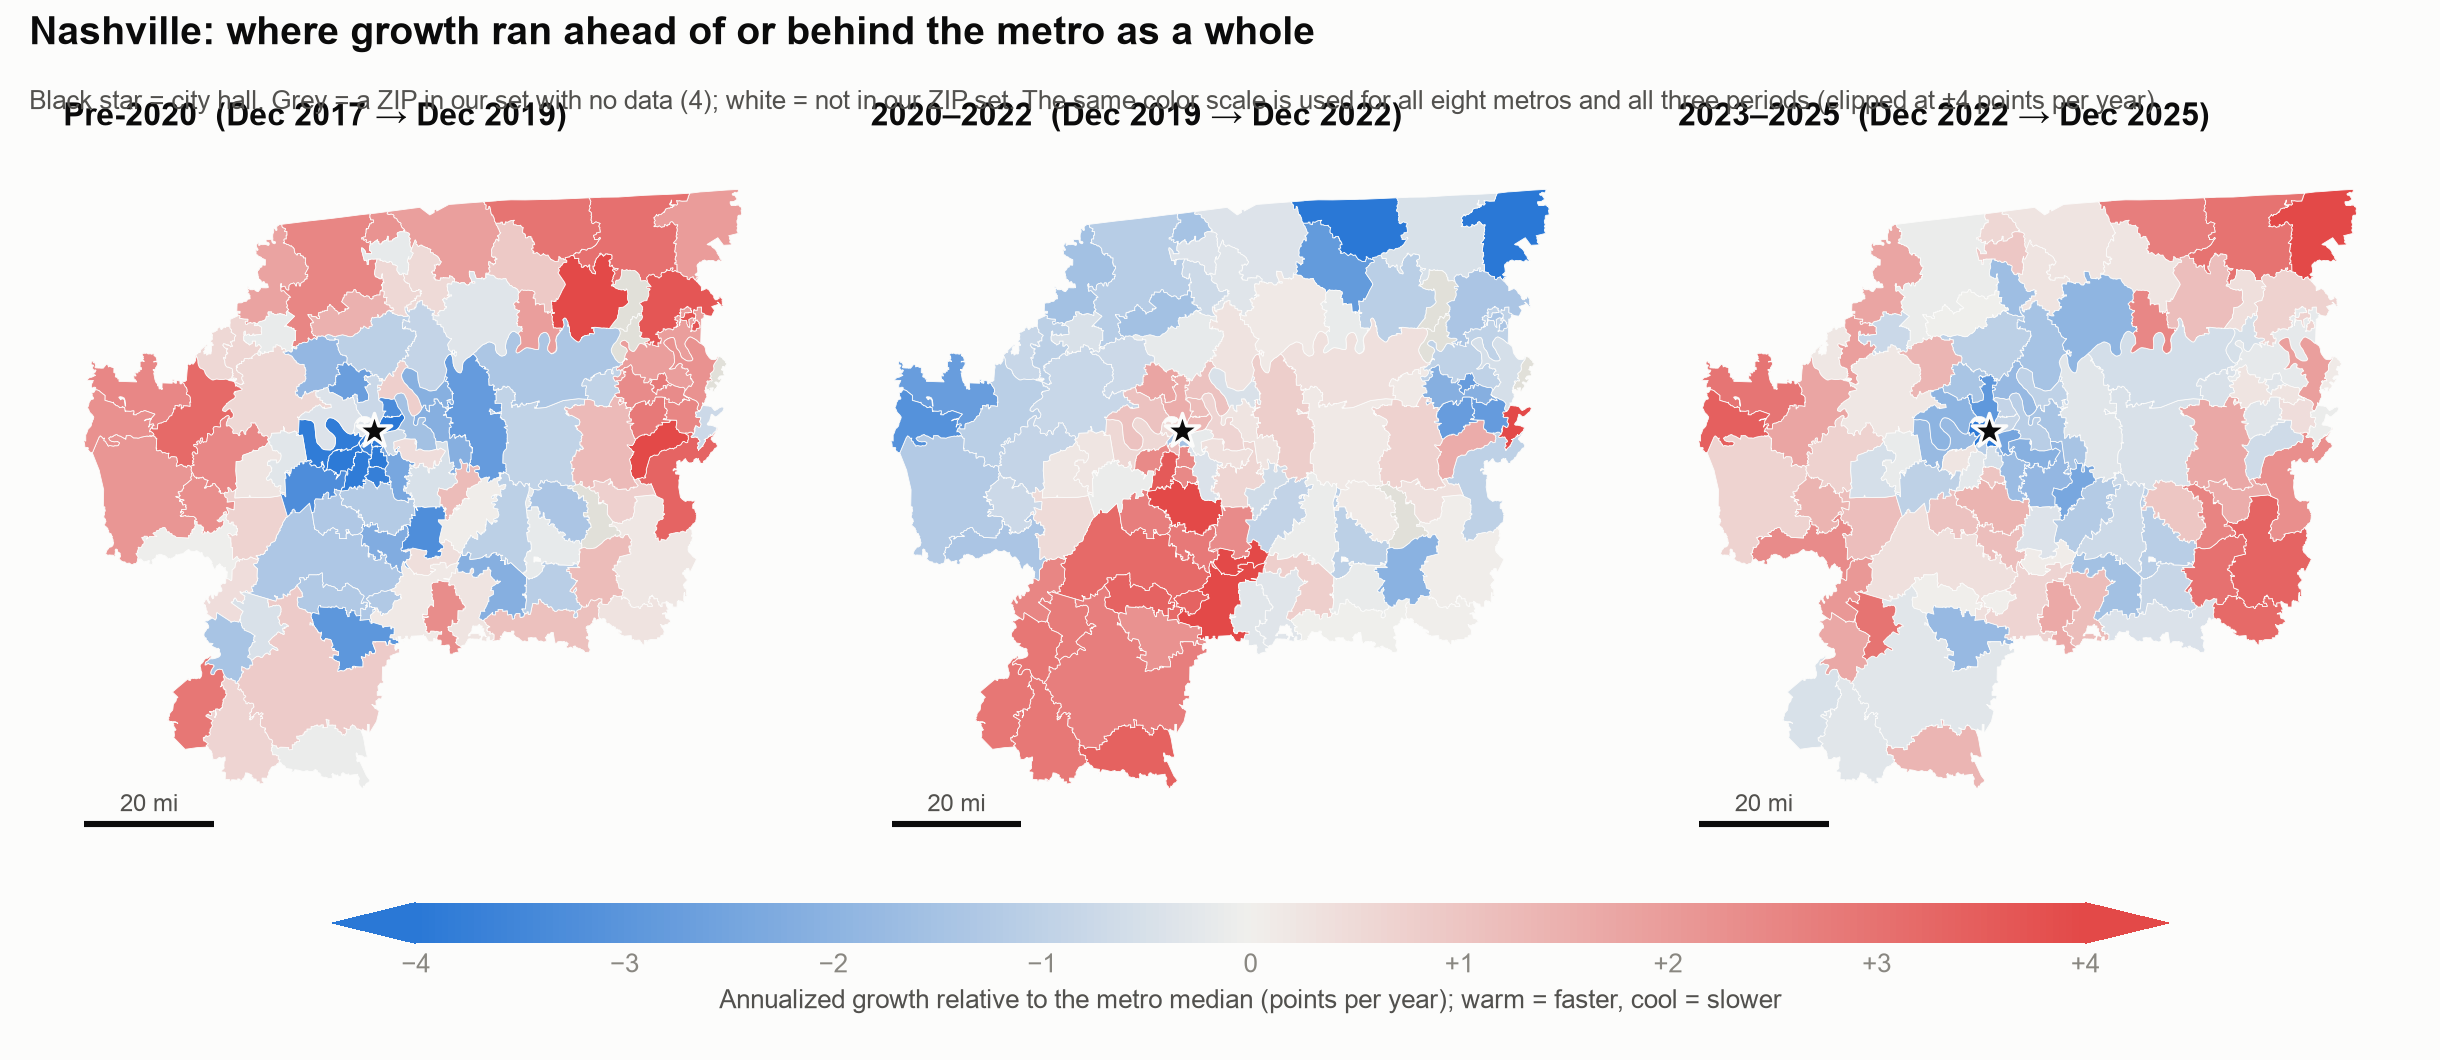 Nashville: where growth ran ahead of or behind the metro as a whole
Black star = city hall. Grey = a ZIP in our set with no data (4); white = not in our ZIP set. The same color scale is used for all eight metros and all three periods (clipped at ±4 points per year).
Pre-2020 (Dec 2017 → Dec 2019)
2020–2022 (Dec 2019 → Dec 2022)
2023–2025 (Dec 2022 → Dec 2025)
20 mi
20 mi
20 mi
−4 −3 −2 −1 0 +1 +2 +3 +4
Annualized growth relative to the metro median (points per year); warm = faster, cool = slower